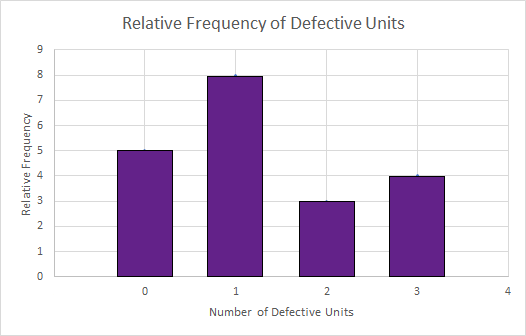 Relative Frequency of Defective Units
Relative Frequency
9
8
7
6
5
4
3
2
1
0
0 1 2 3 4
Number of Defective Units